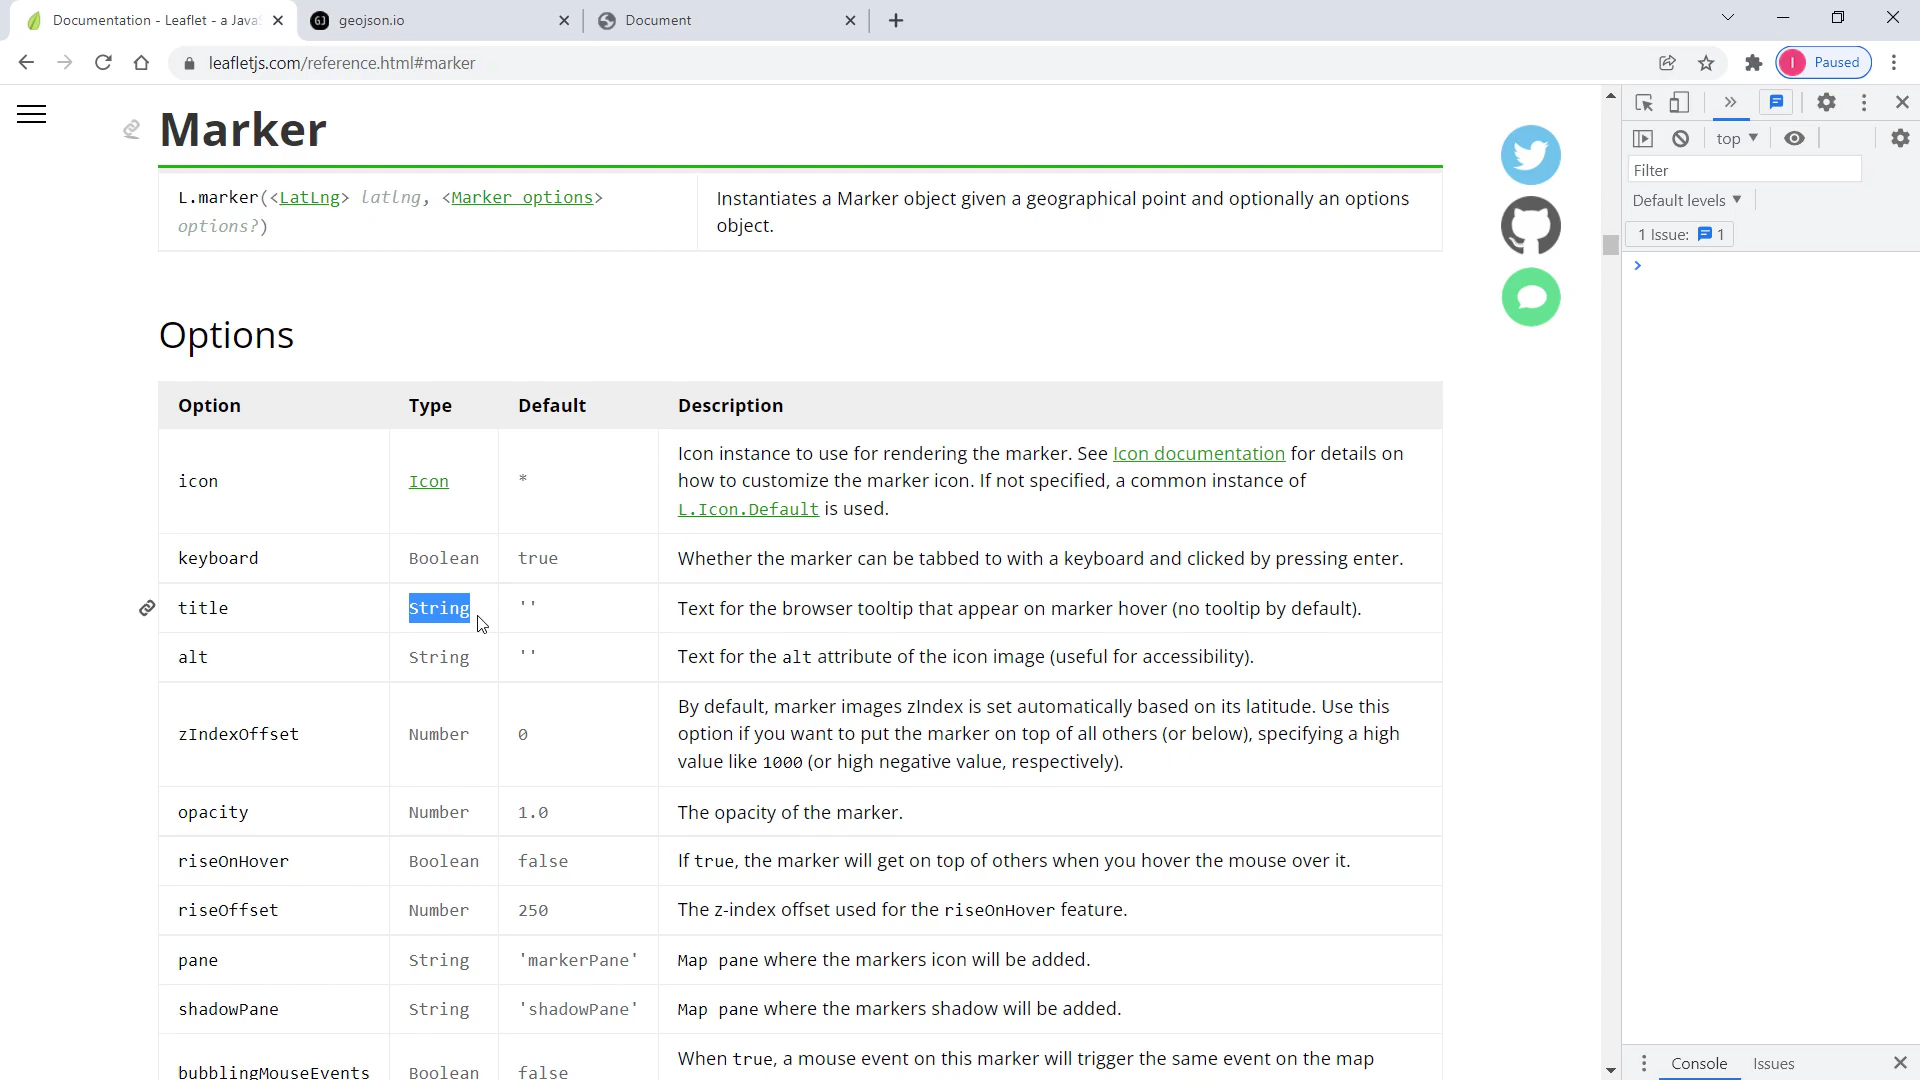 Documentation - Leaflet - a Java
geojson.io
Document
leafletjs.com/reference.html#marker
Paused
Marker
L.marker(<LatLng> latlng, <Marker options>
options?)
Instantiates a Marker object given a geographical point and optionally an options
object.
Options
Option Type Default Description
icon Icon *
Icon instance to use for rendering the marker. See Icon documentation for details on
how to customize the marker icon. If not specified, a common instance of
L.Icon.Default is used.
keyboard Boolean true Whether the marker can be tabbed to with a keyboard and clicked by pressing enter.
title String '' Text for the browser tooltip that appear on marker hover (no tooltip by default).
alt String '' Text for the alt attribute of the icon image (useful for accessibility).
zIndexOffset Number 0
By default, marker images zIndex is set automatically based on its latitude. Use this
option if you want to put the marker on top of all others (or below), specifying a high
value like 1000 (or high negative value, respectively).
opacity Number 1.0 The opacity of the marker.
riseOnHover Boolean false If true, the marker will get on top of others when you hover the mouse over it.
riseOffset Number 250 The z-index offset used for the riseOnHover feature.
pane String 'markerPane' Map pane where the markers icon will be added.
shadowPane String 'shadowPane' Map pane where the markers shadow will be added.
bubblingMouseEvents Boolean false When true, a mouse event on this marker will trigger the same event on the map
top
Filter
Default levels
1 Issue: 1
Console Issues